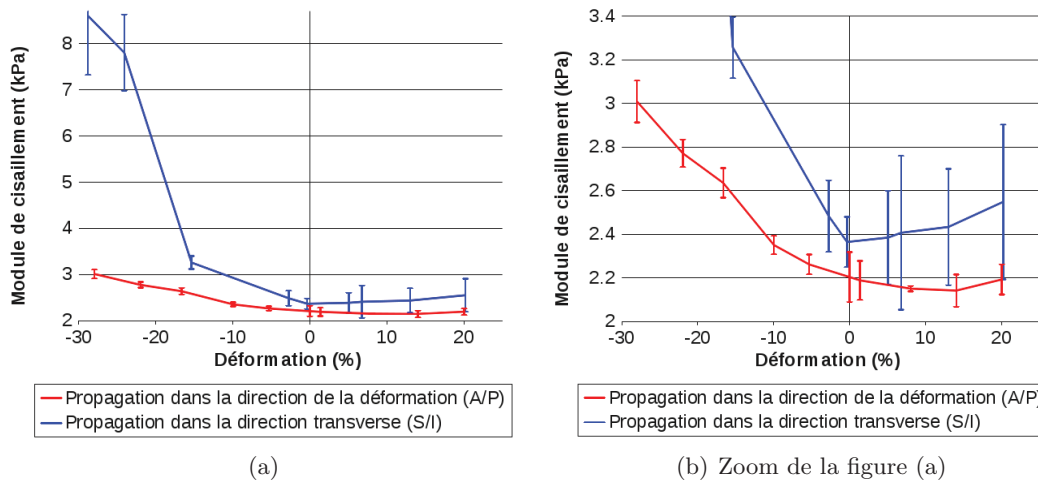 Module de cisaillement (kPa)
8
7
6
5
4
3
2
-30 -20 -10 0 10 20
Déformation (%)
Propagation dans la direction de la déformation (A/P)
Propagation dans la direction transverse (S/I)
(a)
Module de cisaillement (kPa)
3.4
3.2
3
2.8
2.6
2.4
2.2
2
-30 -20 -10 0 10 20
Déformation (%)
Propagation dans la direction de la déformation (A/P)
Propagation dans la direction transverse (S/I)
(b) Zoom de la figure (a)